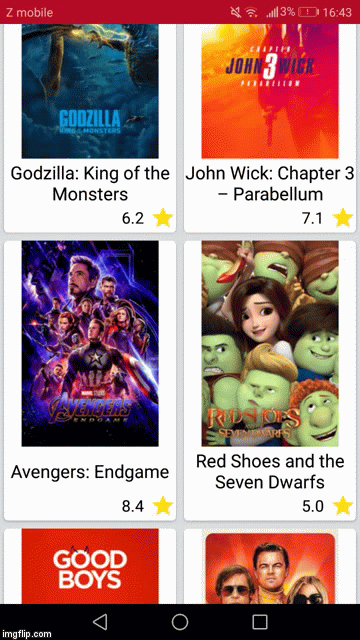 Z mobile 3% 16:43
GODZILLA
KING OF THE MONSTERS
CHAPTER
JOHN 3 WICK
PARABELLUM
Godzilla: King of the
Monsters
6.2
John Wick: Chapter 3
– Parabellum
7.1
AVENGERS
ENDGAME
RED SHOES
SEVEN DWARFS
Avengers: Endgame
8.4
Red Shoes and the
Seven Dwarfs
5.0
GOOD
BOYS
imgflip.com